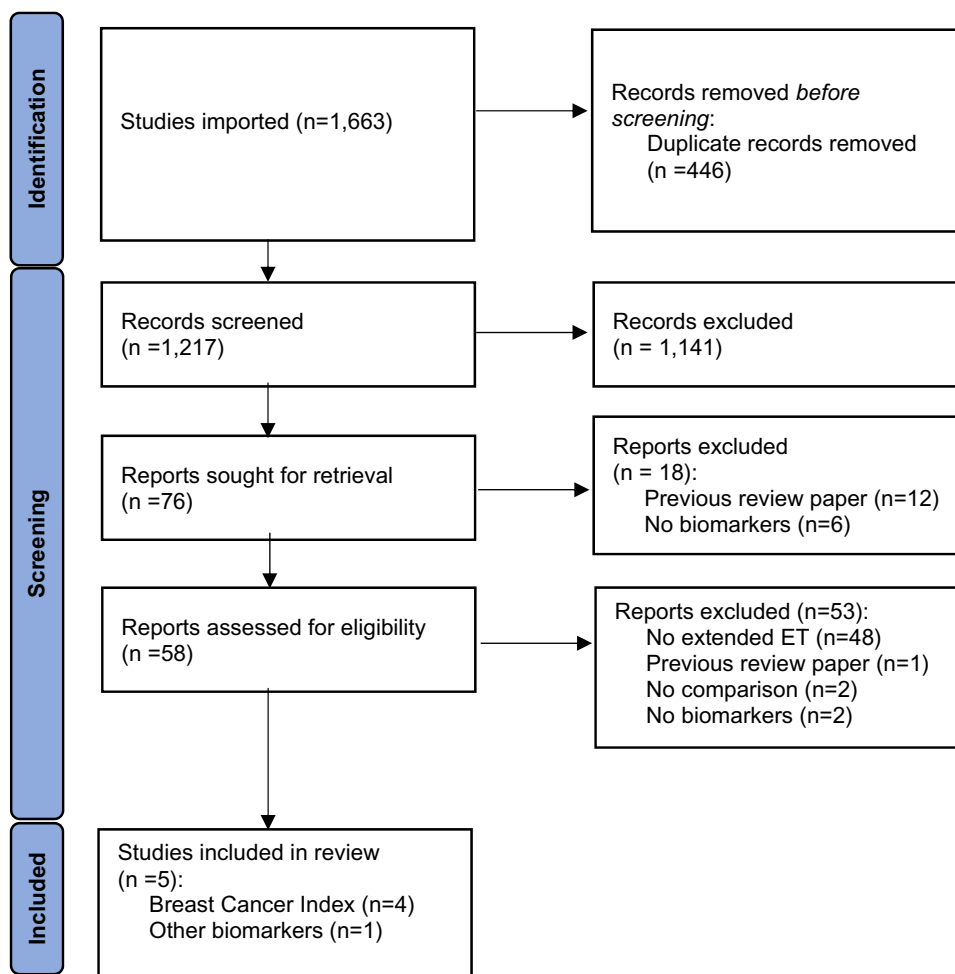 Identification
Studies imported (n=1,663)
Records removed before
screening:
Duplicate records removed
(n =446)
Screening
Records screened
(n =1,217)
Records excluded
(n = 1,141)
Reports sought for retrieval
(n =76)
Reports excluded
(n = 18):
Previous review paper (n=12)
No biomarkers (n=6)
Reports assessed for eligibility
(n =58)
Reports excluded (n=53):
No extended ET (n=48)
Previous review paper (n=1)
No comparison (n=2)
No biomarkers (n=2)
Included
Studies included in review
(n =5):
Breast Cancer Index (n=4)
Other biomarkers (n=1)